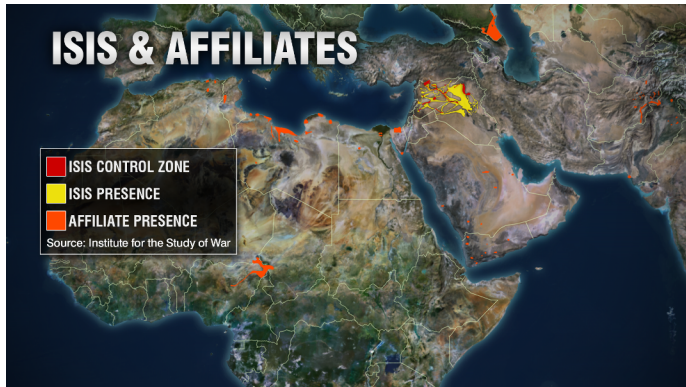 ISIS & AFFILIATES
ISIS CONTROL ZONE
ISIS PRESENCE
AFFILIATE PRESENCE
Source: Institute for the Study of War